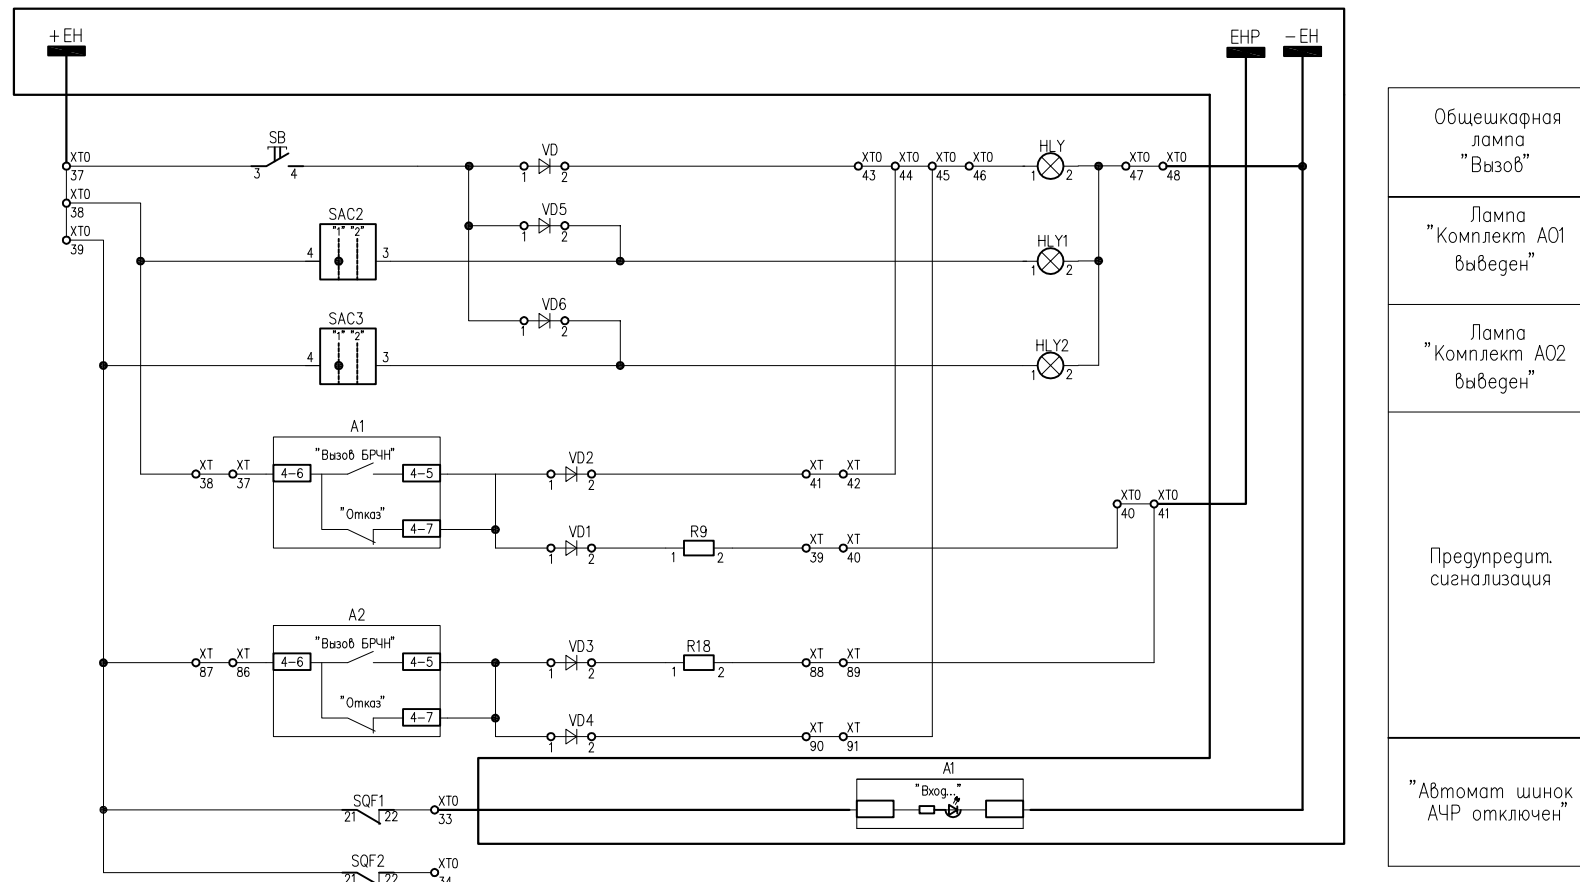 +EH
EHP
-EH
SB
3
4
VD
1
2
XT0
37
XT0
43
XT0
44
XT0
45
XT0
46
HLY
1
2
XT0
47
XT0
48
Общешкафная
лампа
"Вызов"
XT0
38
XT0
39
VD5
1
2
SAC2
"1" "2"
4
3
HLY1
1
2
Лампа
"Комплект АО1
выведен"
VD6
1
2
SAC3
"1" "2"
4
3
HLY2
1
2
Лампа
"Комплект АО2
выведен"
A1
"Вызов БРЧН"
XT
38
XT
37
4-6
4-5
VD2
1
2
XT
41
XT
42
"Отказ"
4-7
VD1
1
2
R9
1
2
XT
39
XT
40
XT0
40
XT0
41
Предупредит.
сигнализация
A2
"Вызов БРЧН"
XT
87
XT
86
4-6
4-5
VD3
1
2
R18
1
2
XT
88
XT
89
"Отказ"
4-7
VD4
1
2
XT
90
XT
91
A1
"Вход..."
SQF1
21
22
XT0
33
"Автомат шинок
АЧР отключен"
SQF2
21
22
XT0
34